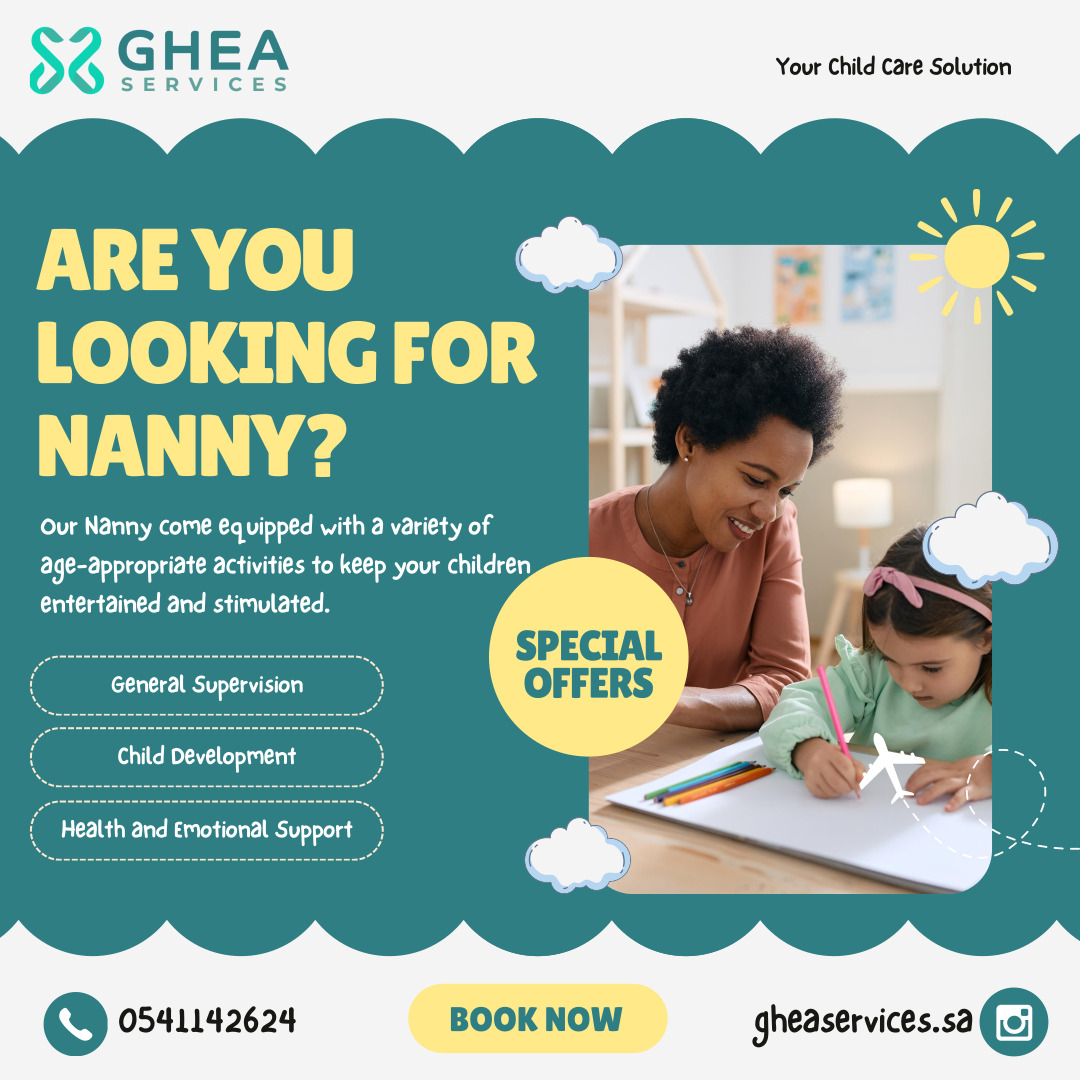 GHEA
SERVICES
Your Child Care Solution
ARE YOU
LOOKING FOR
NANNY?
Our Nanny come equipped with a variety of
age-appropriate activities to keep your children
entertained and stimulated.
SPECIAL
OFFERS
General Supervision
Child Development
Health and Emotional Support
0541142624
BOOK NOW
gheaservices.sa